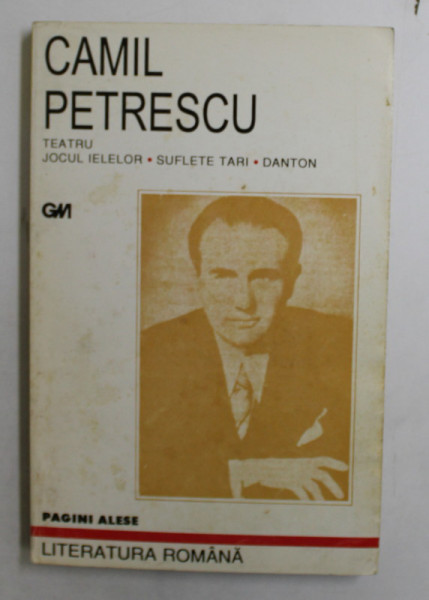 CAMIL
PETRESCU
TEATRU
JOCUL IELELOR • SUFLETE TARI • DANTON
GM
PAGINI ALESE
LITERATURA ROMÂNĂ